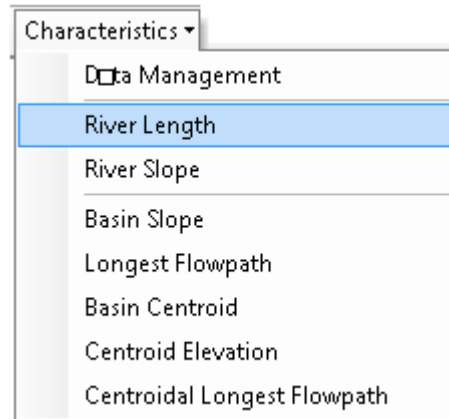 Characteristics
Data Management
River Length
River Slope
Basin Slope
Longest Flowpath
Basin Centroid
Centroid Elevation
Centroidal Longest Flowpath